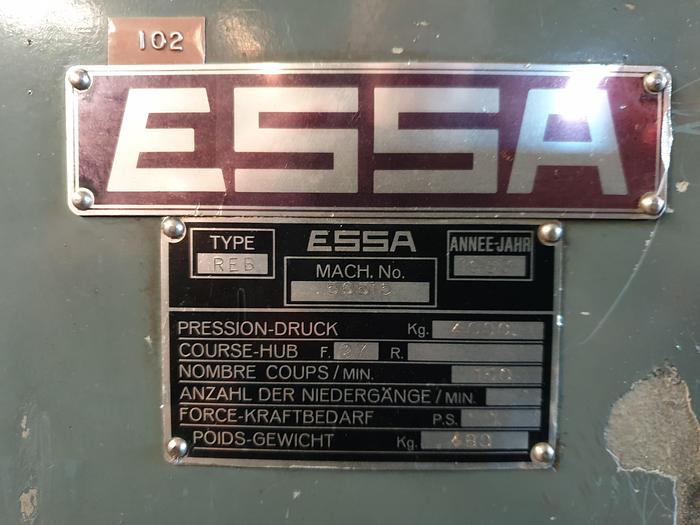 102
ESSA
TYPE ESSA ANNEE-JAHR
REB
MACH. No.
PRESSION-DRUCK Kg.
COURSE-HUB F. 37 R.
NOMBRE COUPS/MIN.
ANZAHL DER NIEDERGÄNGE/MIN.
FORCE-KRAFTBEDARF P.S.
POIDS-GEWICHT Kg. 480